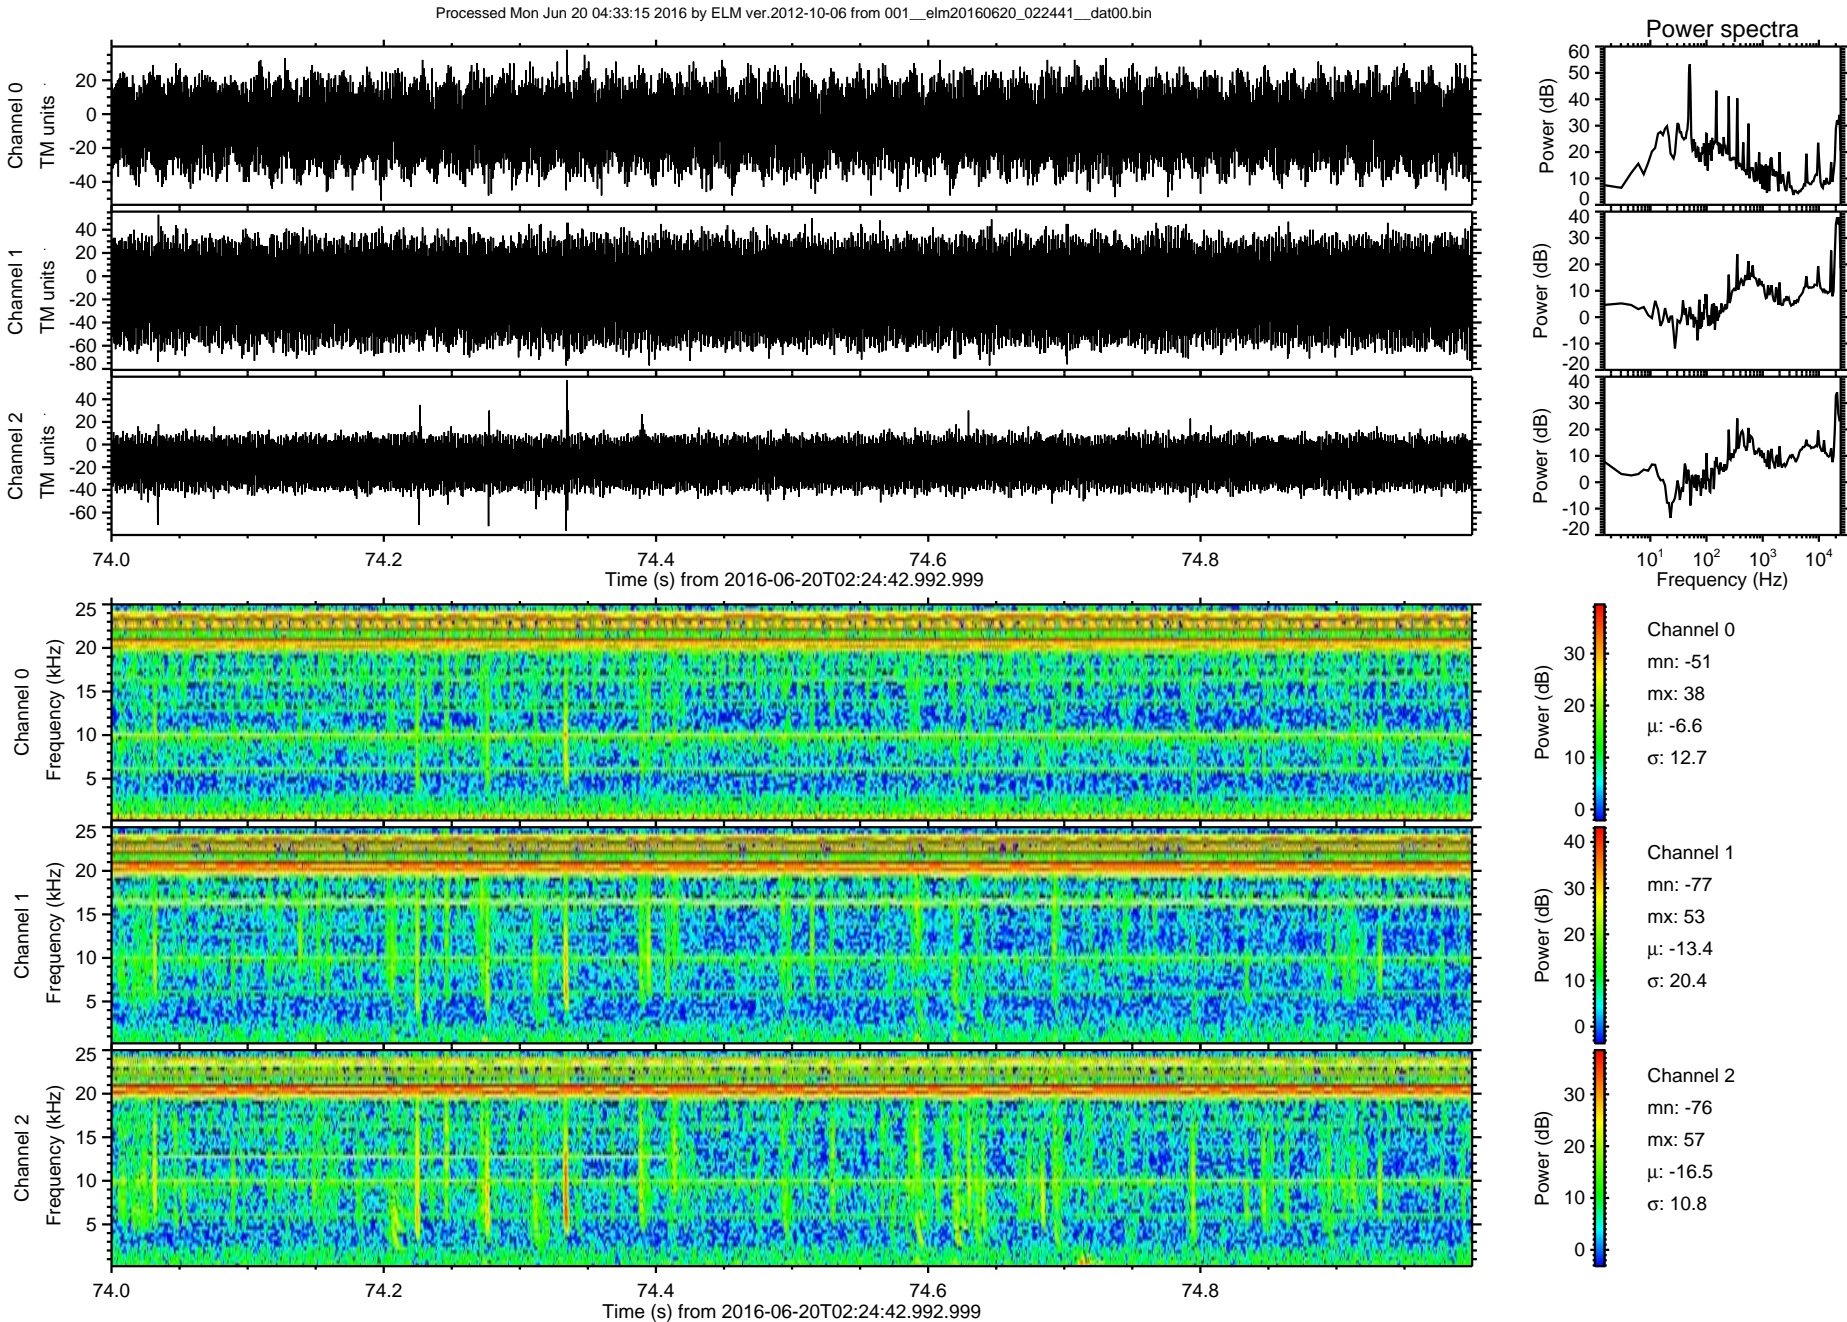 Processed Mon Jun 20 04:33:15 2016 by ELM ver.2012-10-06 from 001__elm20160620_022441__dat00.bin
Power spectra
Channel 0
TM units
20
0
-20
-40
Power (dB)
60
50
40
30
20
10
0
Channel 1
TM units
40
20
0
-20
-40
-60
-80
Power (dB)
40
30
20
10
0
-10
-20
Channel 2
TM units
40
20
0
-20
-40
-60
Power (dB)
40
30
20
10
0
-10
-20
74.0 74.2 74.4 74.6 74.8
Time (s) from 2016-06-20T02:24:42.992.999
10^1 10^2 10^3 10^4
Frequency (Hz)
Channel 0
Frequency (kHz)
25
20
15
10
5
Power (dB)
30
20
10
0
Channel 0
mn: -51
mx: 38
μ: -6.6
σ: 12.7
Channel 1
Frequency (kHz)
25
20
15
10
5
Power (dB)
40
30
20
10
0
Channel 1
mn: -77
mx: 53
μ: -13.4
σ: 20.4
Channel 2
Frequency (kHz)
25
20
15
10
5
Power (dB)
30
20
10
0
Channel 2
mn: -76
mx: 57
μ: -16.5
σ: 10.8
74.0 74.2 74.4 74.6 74.8
Time (s) from 2016-06-20T02:24:42.992.999